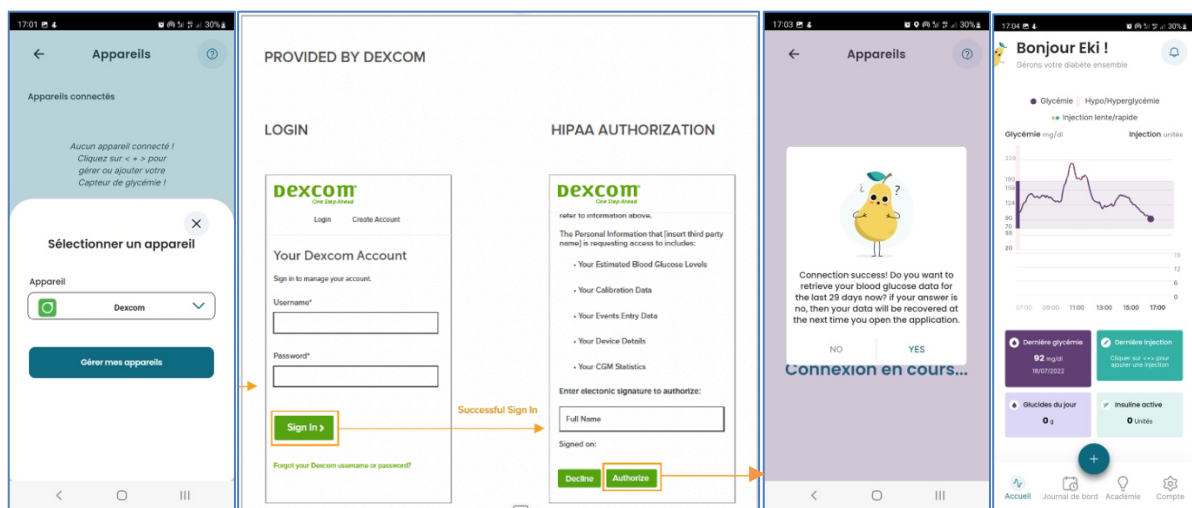 17:01
30%
Appareils
Appareils connectés
Aucun appareil connecté !
Cliquez sur < + > pour
gérer ou ajouter votre
Capteur de glycémie !
Sélectionner un appareil
Appareil
Dexcom
Gérer mes appareils
PROVIDED BY DEXCOM
LOGIN
Dexcom
One Step Ahead
Login Create Account
Your Dexcom Account
Sign in to manage your account.
Username*
Password*
Sign In >
Forgot your Dexcom username or password?
Successful Sign In
HIPAA AUTHORIZATION
Dexcom
One Step Ahead
refer to information above.
The Personal Information that [insert third party
name] is requesting access to includes:
• Your Estimated Blood Glucose Levels
• Your Calibration Data
• Your Events Entry Data
• Your Device Details
• Your CGM Statistics
Enter electonic signature to authorize:
Full Name
Signed on:
Decline Authorize
17:03
30%
Appareils
? ?
Connection success! Do you want to
retrieve your blood glucose data for
the last 29 days now? if your answer is
no, then your data will be recovered at
the next time you open the application.
NO YES
Connexion en cours...
17:04
30%
Bonjour Eki !
Gérons votre diabète ensemble
Glycémie Hypo/Hyperglycémie
Injection lente/rapide
Glycémie mg/dl Injection unités
180
124
90
70
20
12
6
0
07:00 09:00 11:00 13:00 15:00 17:00
Dernière glycémie
92 mg/dl
18/07/2022
Dernière injection
Cliquer sur <+> pour
ajouter une injection
Glucides du jour
0 g
Insuline active
0 Unités
+
Accueil Journal de bord Académie Compte